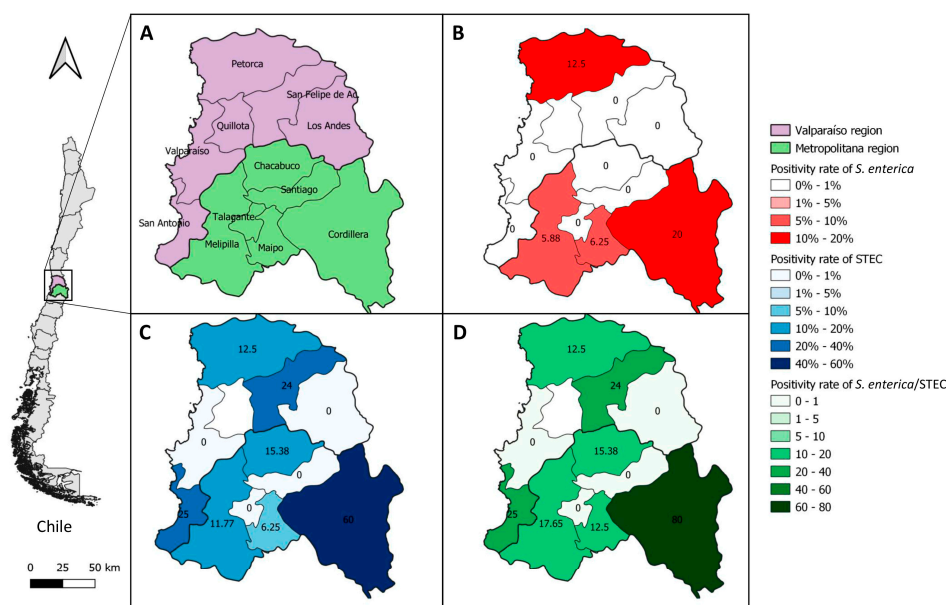 A
Petorca
San Felipe de Ac.
Quillota
Los Andes
Valparaíso
Chacabuco
Santiago
San Antonio
Talagante
Cordillera
Melipilla
Maipo
B
12.5
0
0
0
0
0
0
0
5.88
6.25
20
Valparaíso region
Metropolitana region
Positivity rate of S. enterica
0% - 1%
1% - 5%
5% - 10%
10% - 20%
Positivity rate of STEC
0% - 1%
1% - 5%
5% - 10%
10% - 20%
20% - 40%
40% - 60%
Positivity rate of S. enterica/STEC
0 - 1
1 - 5
5 - 10
10 - 20
20 - 40
40 - 60
60 - 80
C
12.5
24
0
0
15.38
0
25
0
11.77
6.25
60
D
12.5
24
0
0
15.38
0
25
0
17.65
12.5
80
Chile
0 25 50 km